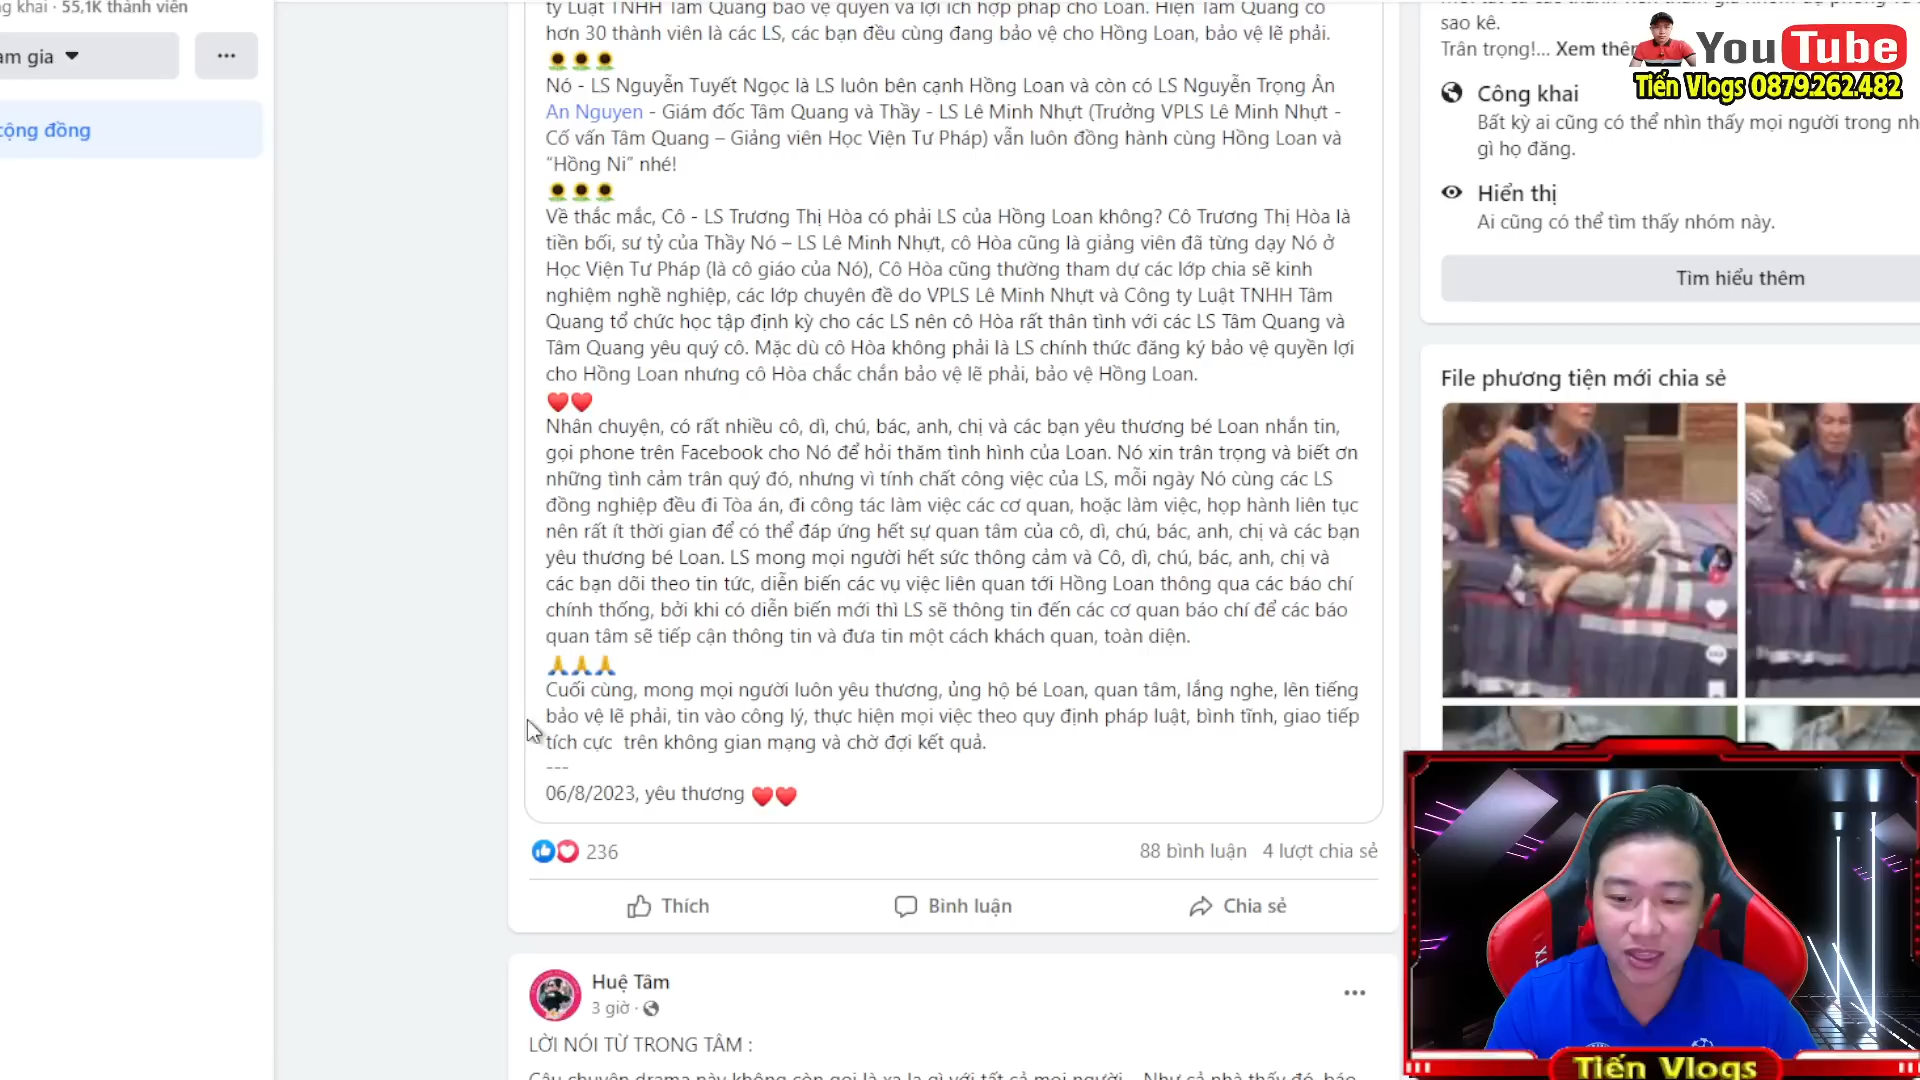 ng khai · 55,1K thành viên
am gia
cộng đồng
ty Luật TNHH Tâm Quang bảo vệ quyền và lợi ích hợp pháp cho Loan. Hiện Tâm Quang có
hơn 30 thành viên là các LS, các bạn đều cùng đang bảo vệ cho Hồng Loan, bảo vệ lẽ phải.
Nó - LS Nguyễn Tuyết Ngọc là LS luôn bên cạnh Hồng Loan và còn có LS Nguyễn Trọng Ân
An Nguyen - Giám đốc Tâm Quang và Thầy - LS Lê Minh Nhựt (Trưởng VPLS Lê Minh Nhựt -
Cố vấn Tâm Quang – Giảng viên Học Viện Tư Pháp) vẫn luôn đồng hành cùng Hồng Loan và
“Hồng Ni” nhé!
Về thắc mắc, Cô - LS Trương Thị Hòa có phải LS của Hồng Loan không? Cô Trương Thị Hòa là
tiền bối, sư tỷ của Thầy Nó – LS Lê Minh Nhựt, cô Hòa cũng là giảng viên đã từng dạy Nó ở
Học Viện Tư Pháp (là cô giáo của Nó), Cô Hòa cũng thường tham dự các lớp chia sẽ kinh
nghiệm nghề nghiệp, các lớp chuyên đề do VPLS Lê Minh Nhựt và Công ty Luật TNHH Tâm
Quang tổ chức học tập định kỳ cho các LS nên cô Hòa rất thân tình với các LS Tâm Quang và
Tâm Quang yêu quý cô. Mặc dù cô Hòa không phải là LS chính thức đăng ký bảo vệ quyền lợi
cho Hồng Loan nhưng cô Hòa chắc chắn bảo vệ lẽ phải, bảo vệ Hồng Loan.
Nhân chuyện, có rất nhiều cô, dì, chú, bác, anh, chị và các bạn yêu thương bé Loan nhắn tin,
gọi phone trên Facebook cho Nó để hỏi thăm tình hình của Loan. Nó xin trân trọng và biết ơn
những tình cảm trân quý đó, nhưng vì tính chất công việc của LS, mỗi ngày Nó cùng các LS
đồng nghiệp đều đi Tòa án, đi công tác làm việc các cơ quan, hoặc làm việc, họp hành liên tục
nên rất ít thời gian để có thể đáp ứng hết sự quan tâm của cô, dì, chú, bác, anh, chị và các bạn
yêu thương bé Loan. LS mong mọi người hết sức thông cảm và Cô, dì, chú, bác, anh, chị và
các bạn dõi theo tin tức, diễn biến các vụ việc liên quan tới Hồng Loan thông qua các báo chí
chính thống, bởi khi có diễn biến mới thì LS sẽ thông tin đến các cơ quan báo chí để các báo
quan tâm sẽ tiếp cận thông tin và đưa tin một cách khách quan, toàn diện.
Cuối cùng, mong mọi người luôn yêu thương, ủng hộ bé Loan, quan tâm, lắng nghe, lên tiếng
bảo vệ lẽ phải, tin vào công lý, thực hiện mọi việc theo quy định pháp luật, bình tĩnh, giao tiếp
tích cực trên không gian mạng và chờ đợi kết quả.
---
06/8/2023, yêu thương
236
88 bình luận 4 lượt chia sẻ
Thích
Bình luận
Chia sẻ
Huệ Tâm
3 giờ ·
LỜI NÓI TỪ TRONG TÂM :
Câu chuyện drama này không còn gọi là xa lạ gì với tất cả mọi người... Như cả nhà thấy đó, báo
sao kê.
Trân trọng!... Xem thêm
YouTube
Tiến Vlogs 0879.262.482
Công khai
Bất kỳ ai cũng có thể nhìn thấy mọi người trong nh
gì họ đăng.
Hiển thị
Ai cũng có thể tìm thấy nhóm này.
Tìm hiểu thêm
File phương tiện mới chia sẻ
Tiến Vlogs